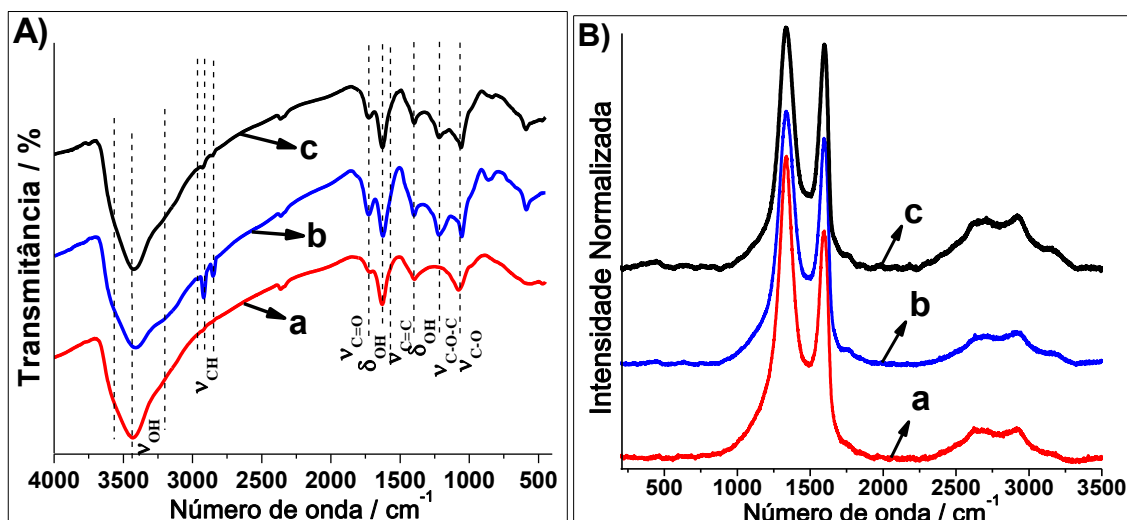 A)
Transmitância / %
c
b
a
νOH
νCH
νC=O
δOH
νC=C
δOH
νC-O-C
νC-O
4000 3500 3000 2500 2000 1500 1000 500
Número de onda / cm-1
B)
Intensidade Normalizada
c
b
a
500 1000 1500 2000 2500 3000 3500
Número de onda / cm-1